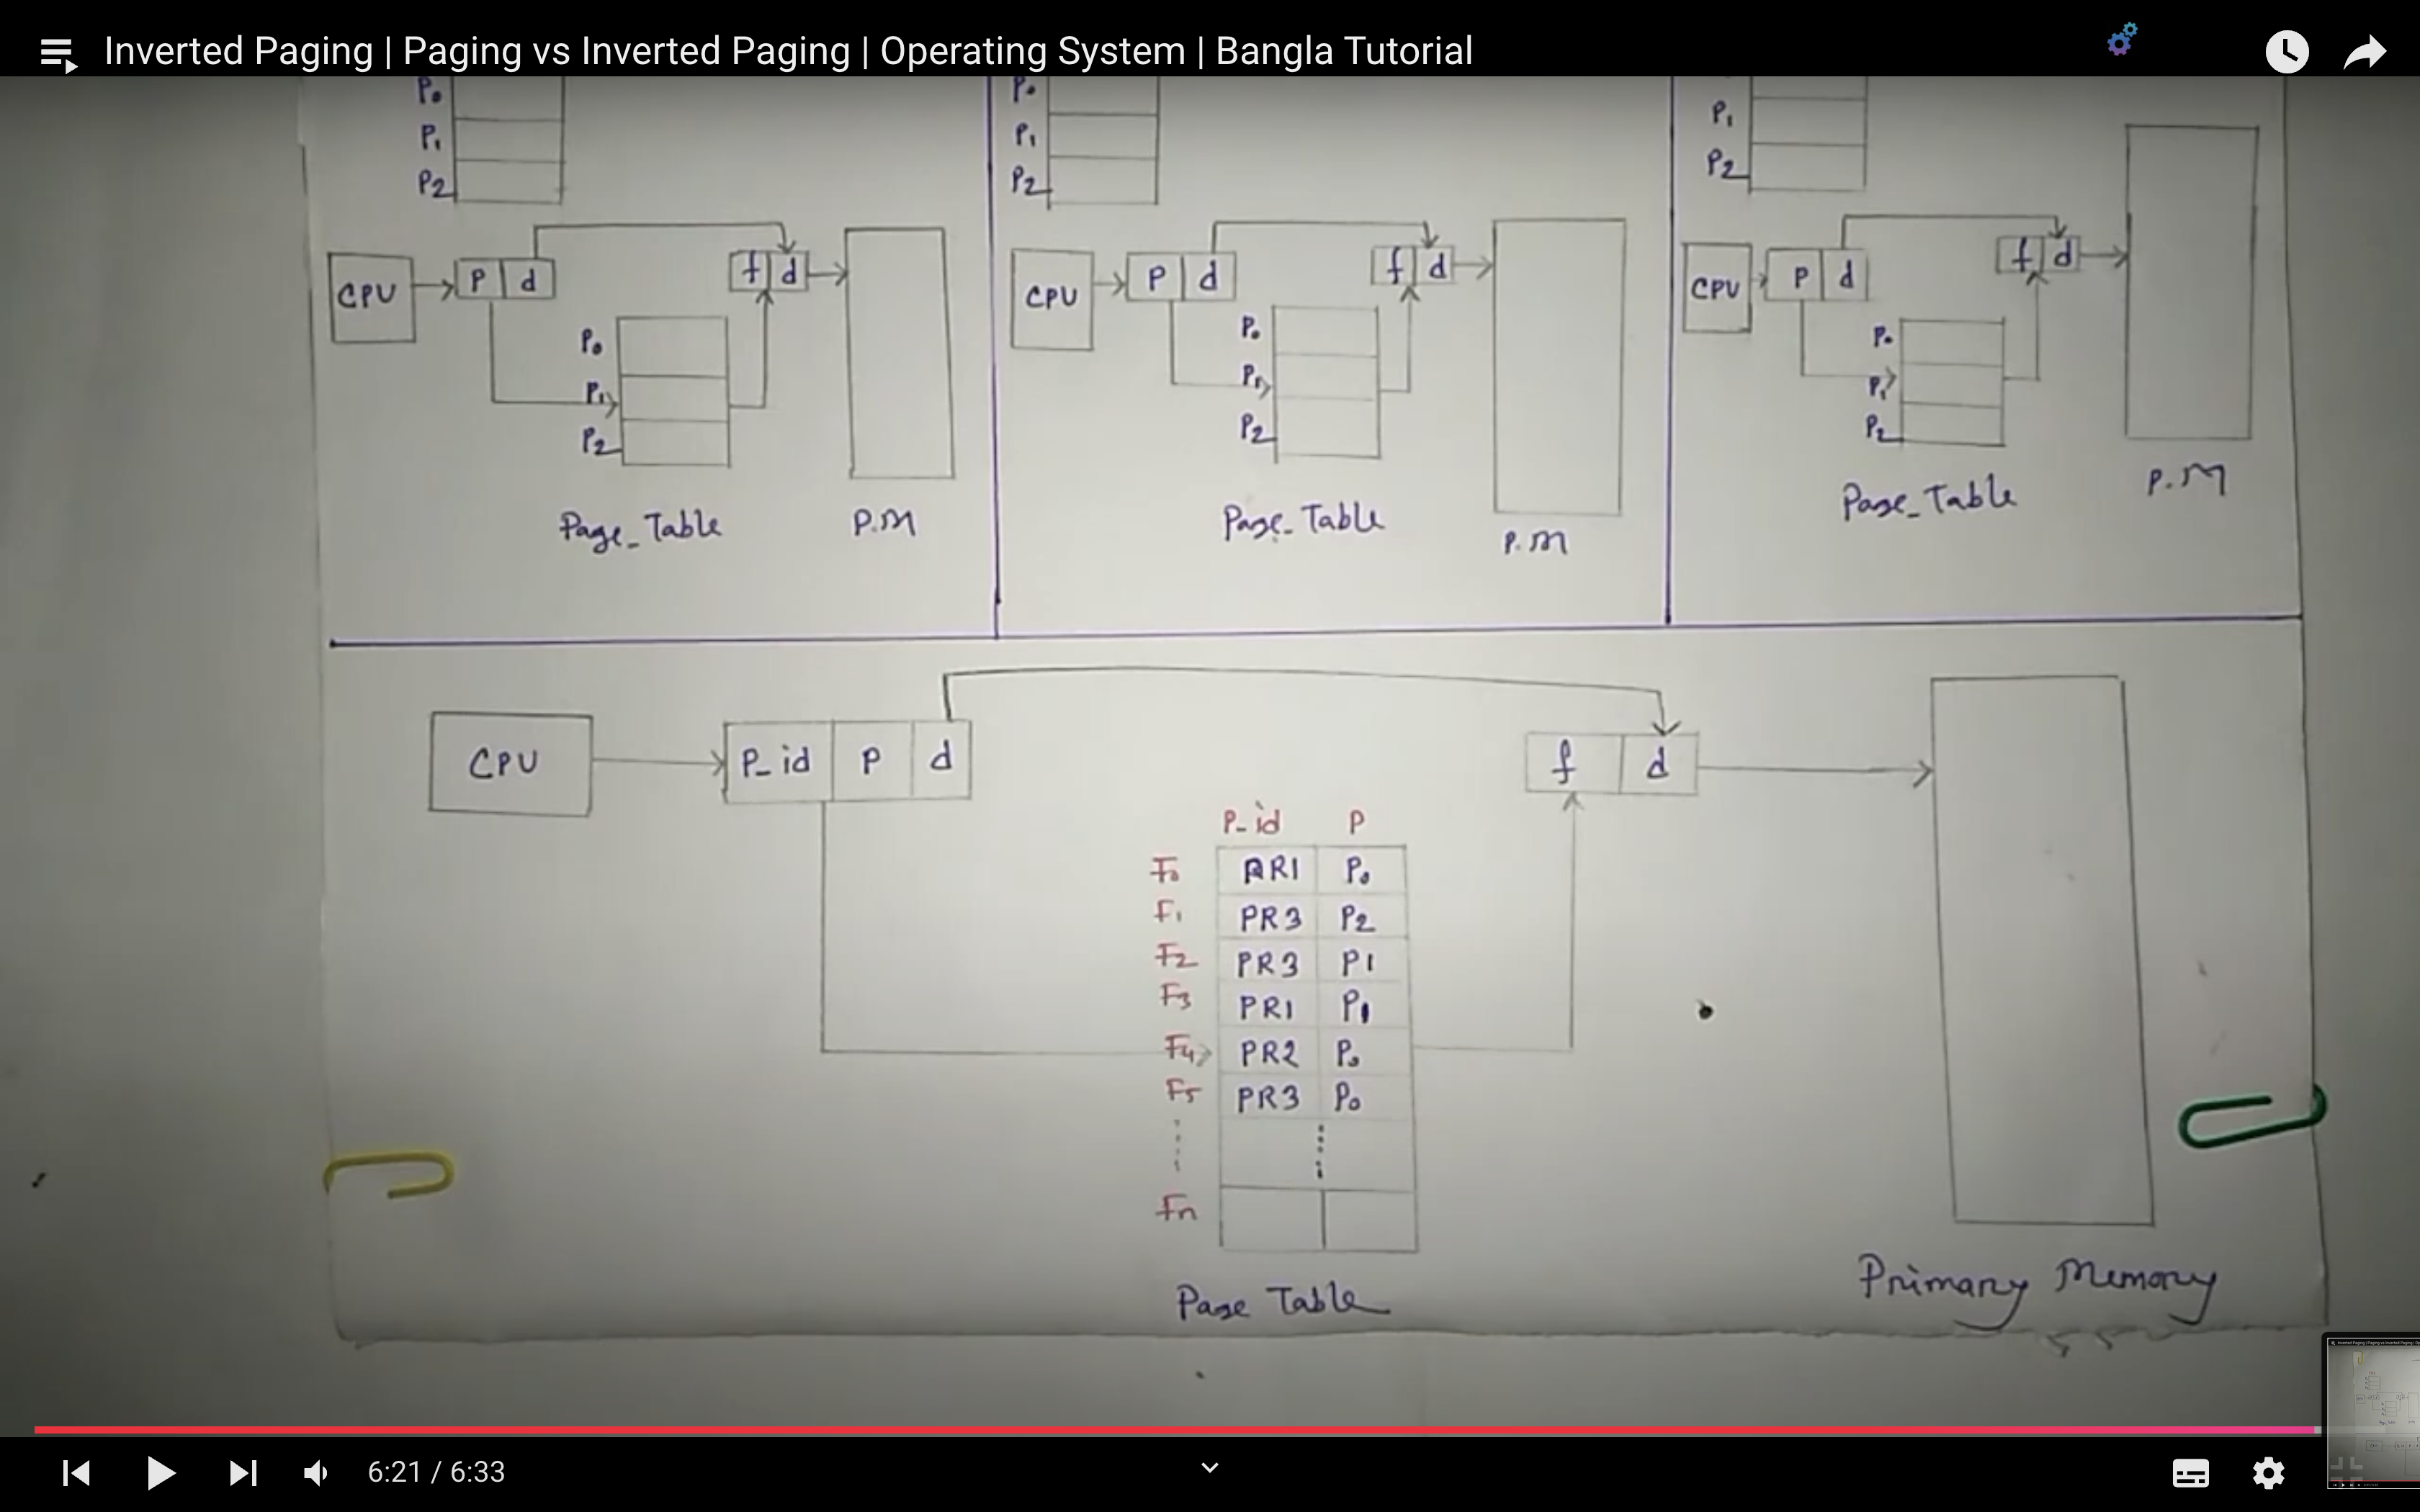 Inverted Paging | Paging vs Inverted Paging | Operating System | Bangla Tutorial
P0
P1
P2
CPU
P d
f d
P0
P1
P2
Page_Table
P.M
P0
P1
P2
CPU
P d
f d
P0
P1
P2
Page_Table
P.M
P1
P2
CPU
P d
f d
P0
P1
P2
Page_Table
P.M
CPU
P_id P d
f d
P_id P
F0 PR1 P0
F1 PR3 P2
F2 PR3 P1
F3 PR1 P1
F4 PR2 P0
F5 PR3 P0
Fn
Page Table
Primary Memory
6:21 / 6:33